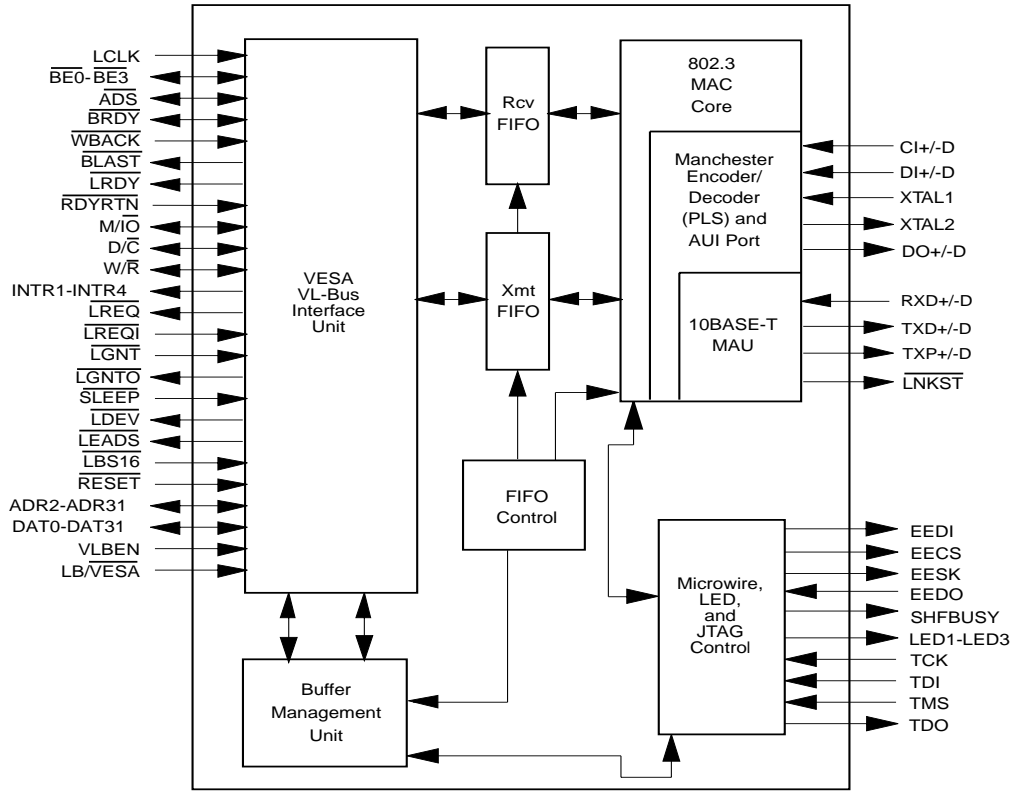 LCLK
BE0-BE3
ADS
BRDY
WBACK
BLAST
LRDY
RDYRTN
M/IO
D/C
W/R
INTR1-INTR4
LREQ
LREQI
LGNT
LGNTO
SLEEP
LDEV
LEADS
LBS16
RESET
ADR2-ADR31
DAT0-DAT31
VLBEN
LB/VESA
VESA
VL-Bus
Interface
Unit
Rcv
FIFO
Xmt
FIFO
FIFO
Control
Buffer
Management
Unit
802.3
MAC
Core
Manchester
Encoder/
Decoder
(PLS) and
AUI Port
10BASE-T
MAU
Microwire,
LED,
and
JTAG
Control
CI+/-D
DI+/-D
XTAL1
XTAL2
DO+/-D
RXD+/-D
TXD+/-D
TXP+/-D
LNKST
EEDI
EECS
EESK
EEDO
SHFBUSY
LED1-LED3
TCK
TDI
TMS
TDO